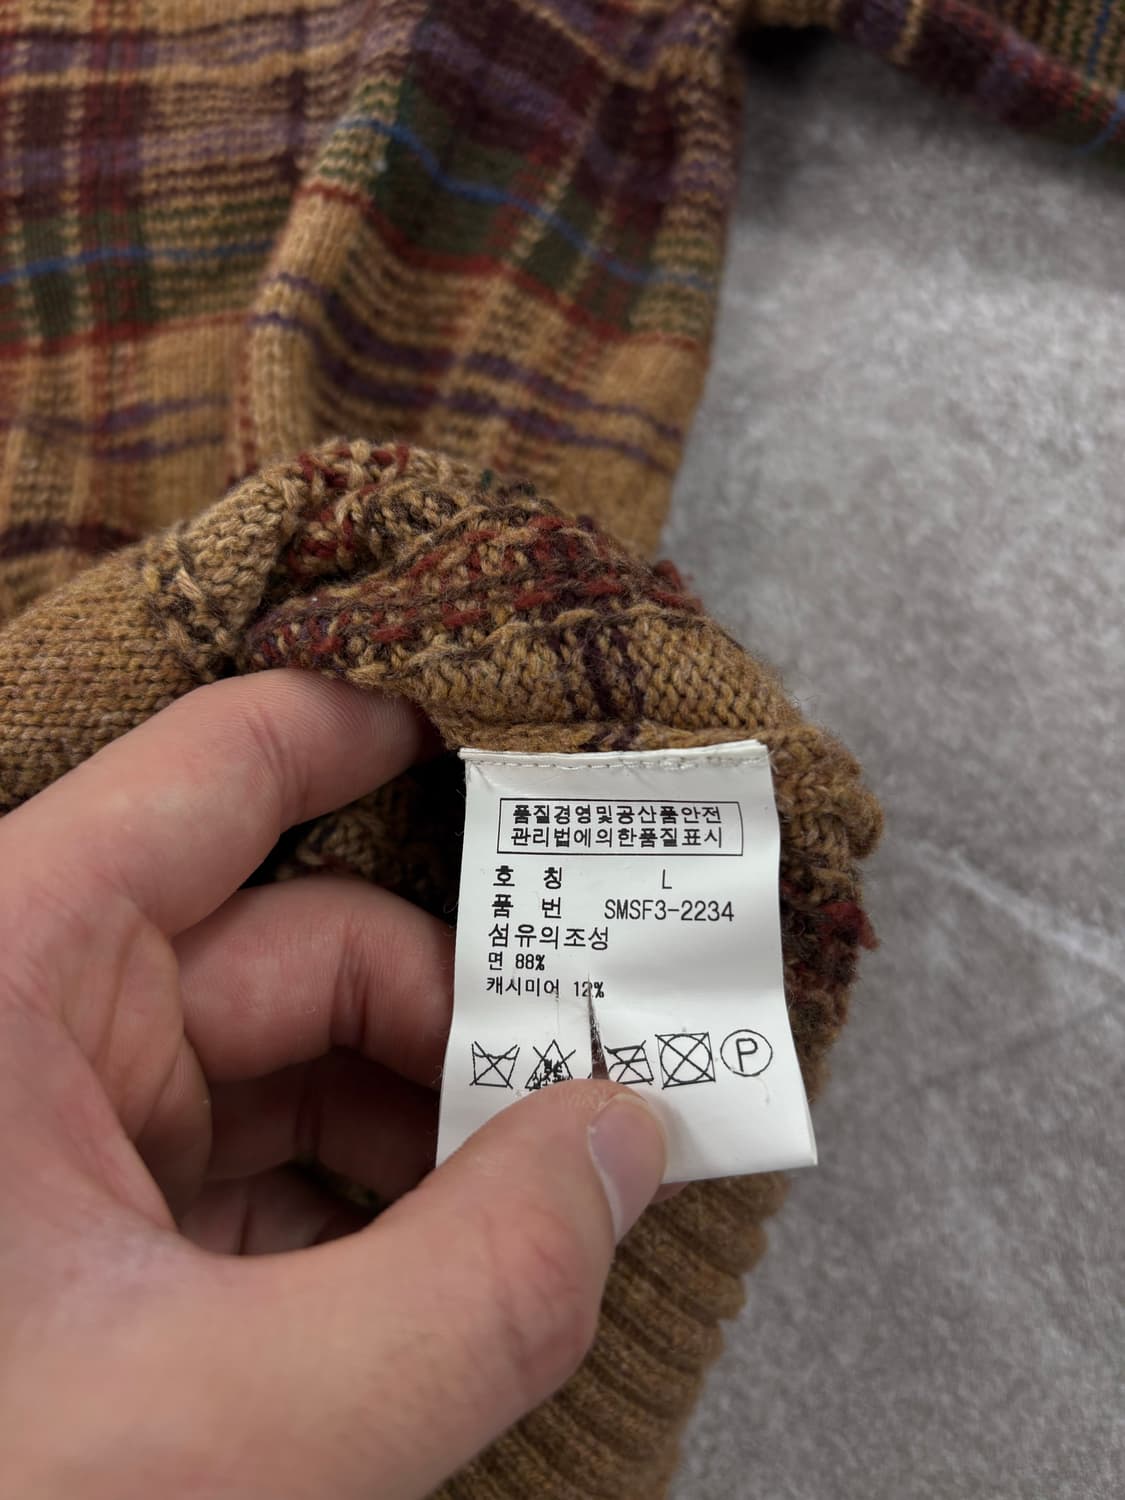 품질경영및공산품안전
관리법에의한품질표시
호 칭 L
품 번 SMSF3-2234
섬유의조성
면 88%
캐시미어 12%
P